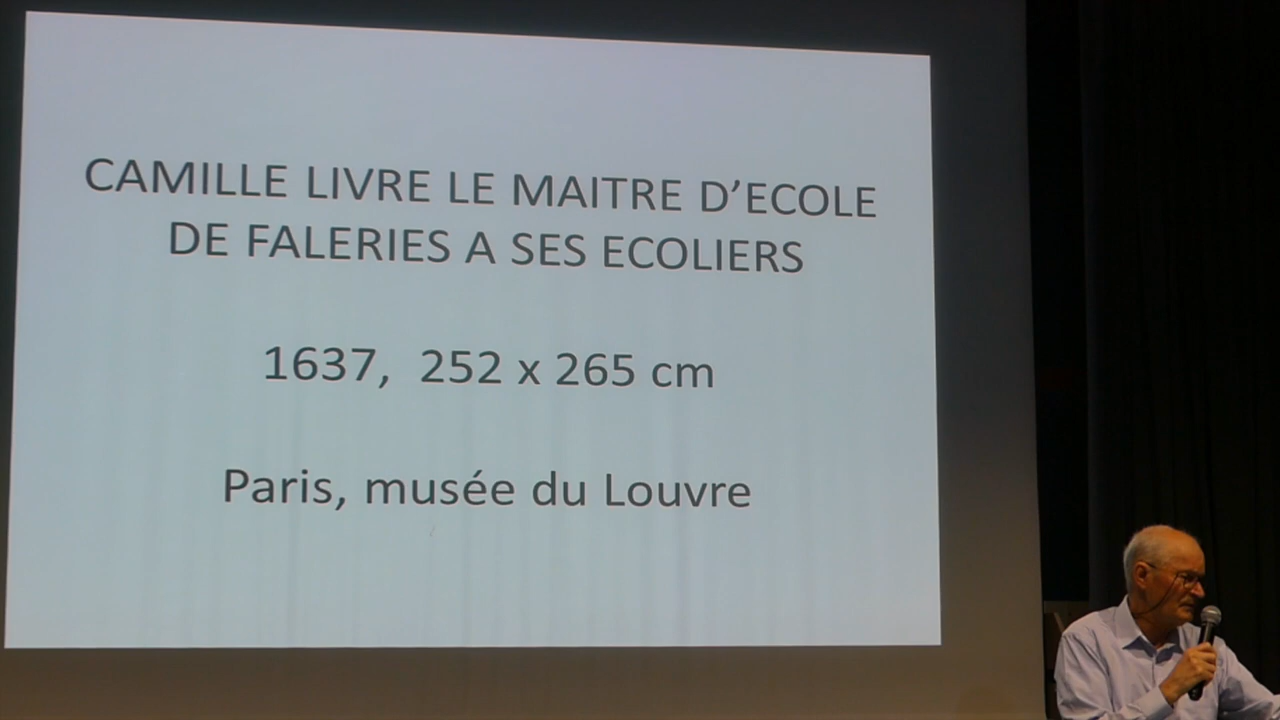 CAMILLE LIVRE LE MAITRE D’ECOLE
DE FALERIES A SES ECOLIERS
1637, 252 x 265 cm
Paris, musée du Louvre